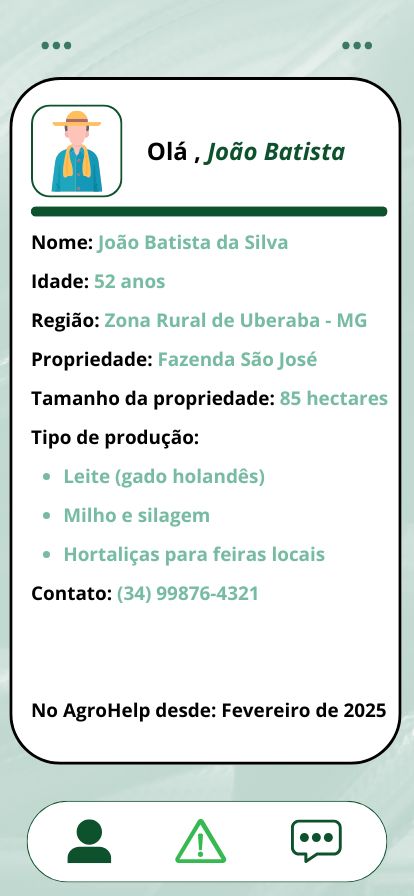 Olá , João Batista
Nome: João Batista da Silva
Idade: 52 anos
Região: Zona Rural de Uberaba - MG
Propriedade: Fazenda São José
Tamanho da propriedade: 85 hectares
Tipo de produção:
• Leite (gado holandês)
• Milho e silagem
• Hortaliças para feiras locais
Contato: (34) 99876-4321
No AgroHelp desde: Fevereiro de 2025